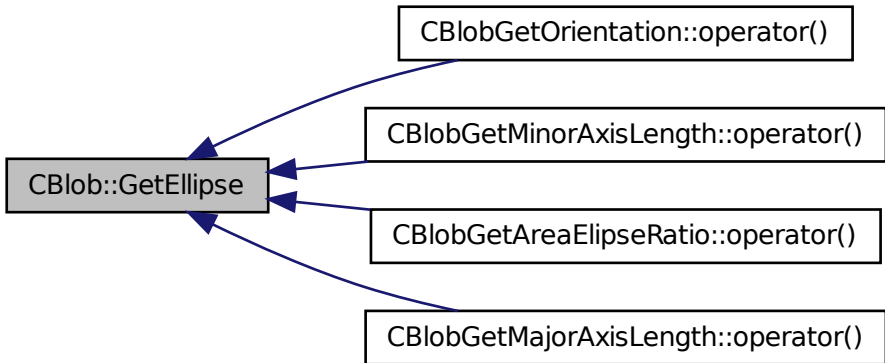 CBlobGetOrientation::operator()
CBlobGetMinorAxisLength::operator()
CBlob::GetEllipse
CBlobGetAreaElipseRatio::operator()
CBlobGetMajorAxisLength::operator()